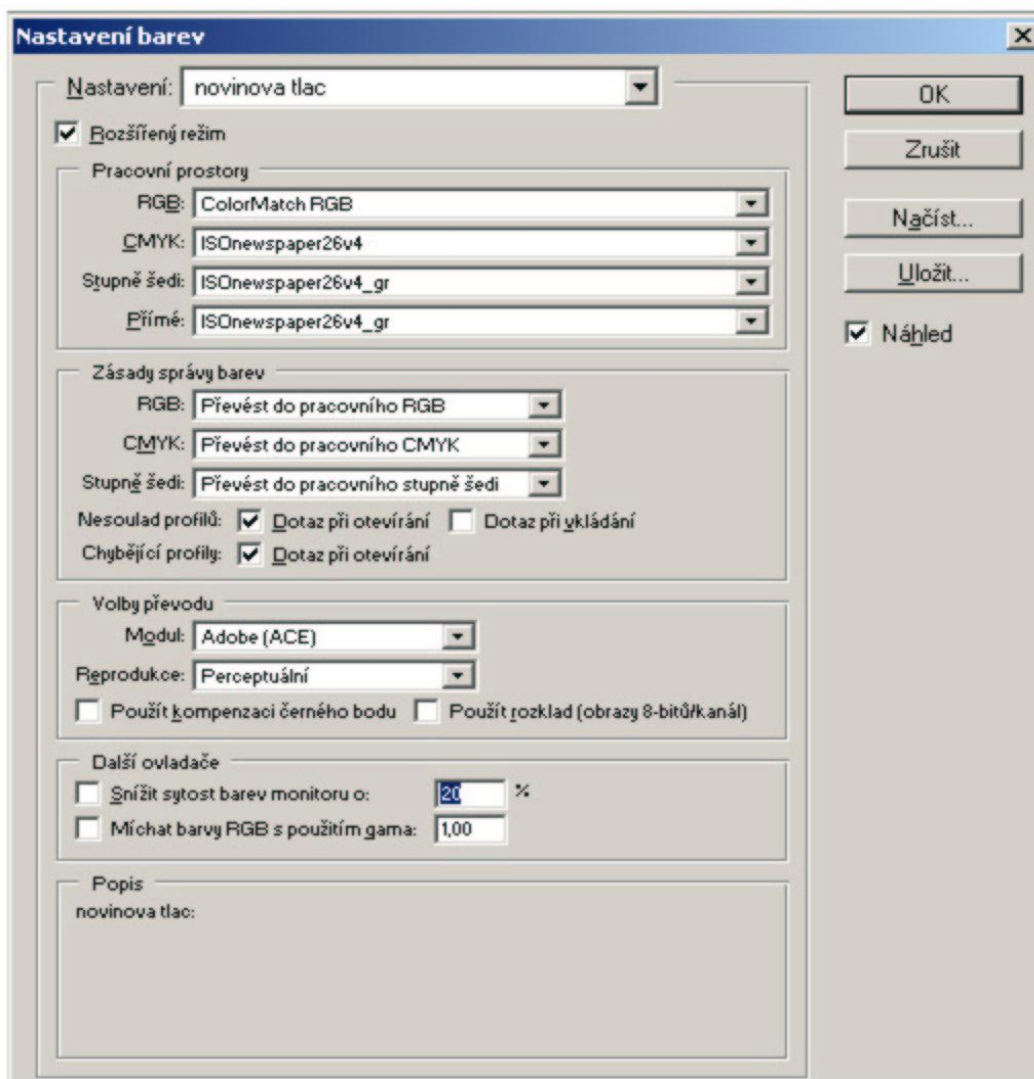 Nastavení barev
Nastavení: novinova tlac
OK
Rozšířený režim
Zrušit
Pracovní prostory
RGB: ColorMatch RGB
Načíst...
CMYK: ISOnewspaper26v4
Stupně šedi: ISOnewspaper26v4_gr
Uložit...
Přímé: ISOnewspaper26v4_gr
Náhled
Zásady správy barev
RGB: Převést do pracovního RGB
CMYK: Převést do pracovního CMYK
Stupně šedi: Převést do pracovního stupně šedi
Nesoulad profilů: Dotaz při otevírání Dotaz při vkládání
Chybějící profily: Dotaz při otevírání
Volby převodu
Modul: Adobe (ACE)
Reprodukce: Perceptuální
Použít kompenzaci černého bodu Použít rozklad (obrazy 8-bitů/kanál)
Další ovladače
Snížit sytost barev monitoru o: 20 %
Míchat barvy RGB s použitím gama: 1,00
Popis
novinova tlac: